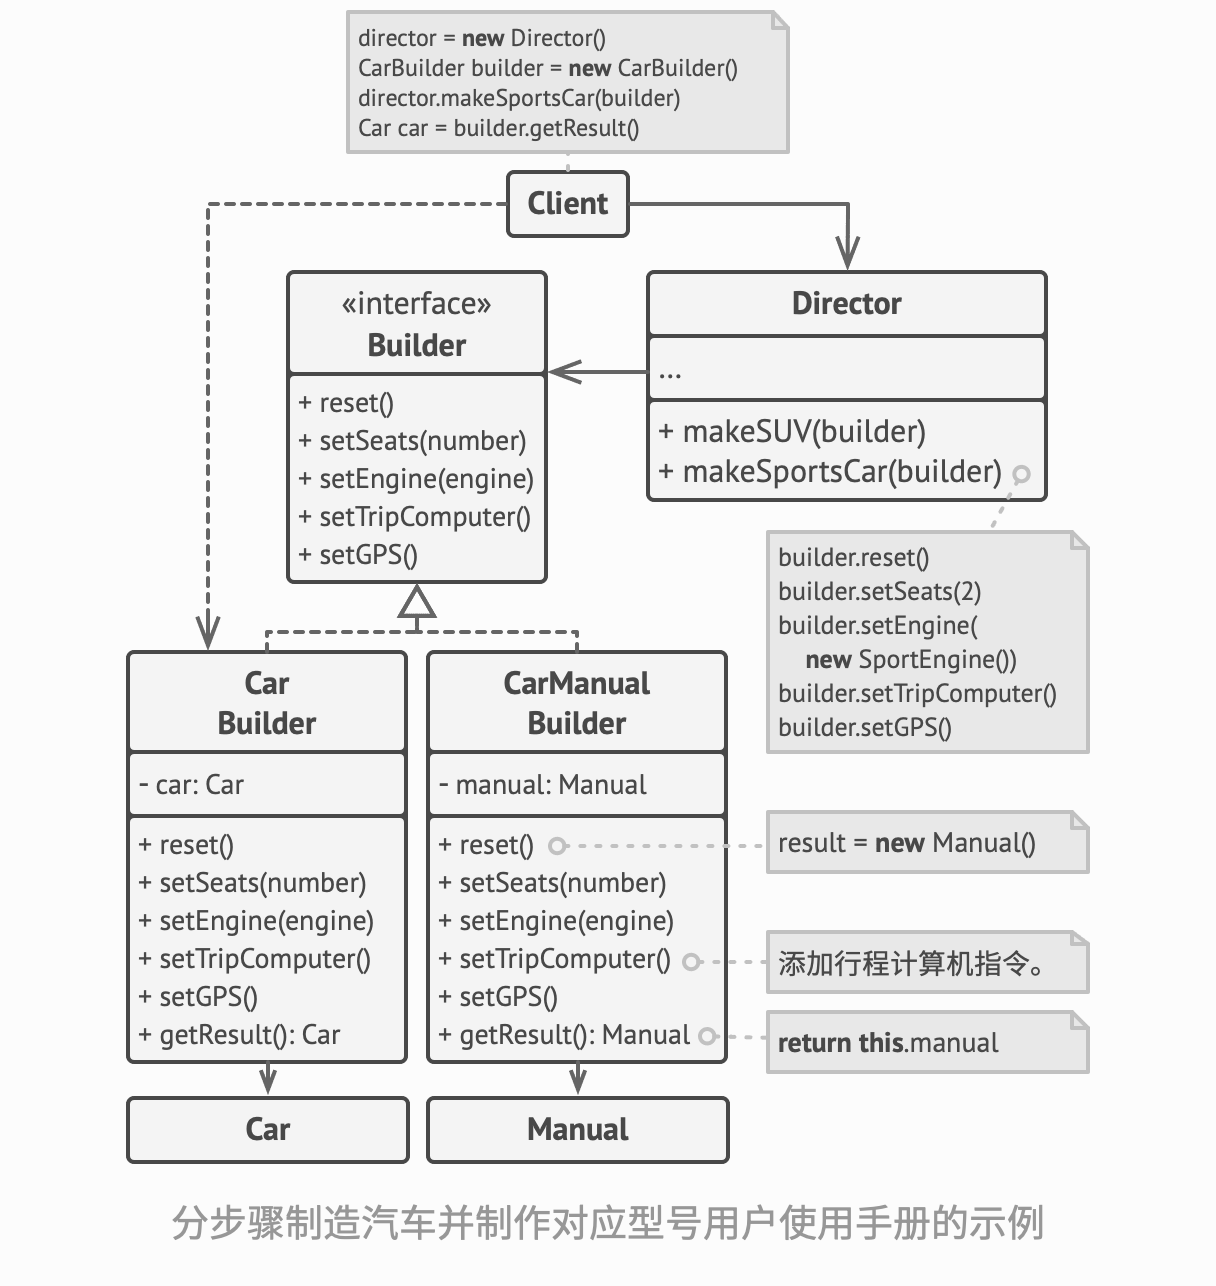 director = new Director()
CarBuilder builder = new CarBuilder()
director.makeSportsCar(builder)
Car car = builder.getResult()
Client
«interface»
Builder
+ reset()
+ setSeats(number)
+ setEngine(engine)
+ setTripComputer()
+ setGPS()
Director
...
+ makeSUV(builder)
+ makeSportsCar(builder)
builder.reset()
builder.setSeats(2)
builder.setEngine(
new SportEngine())
builder.setTripComputer()
builder.setGPS()
Car
Builder
- car: Car
+ reset()
+ setSeats(number)
+ setEngine(engine)
+ setTripComputer()
+ setGPS()
+ getResult(): Car
CarManual
Builder
- manual: Manual
+ reset()
+ setSeats(number)
+ setEngine(engine)
+ setTripComputer()
+ setGPS()
+ getResult(): Manual
result = new Manual()
添加行程计算机指令。
return this.manual
Car
Manual
分步骤制造汽车并制作对应型号用户使用手册的示例